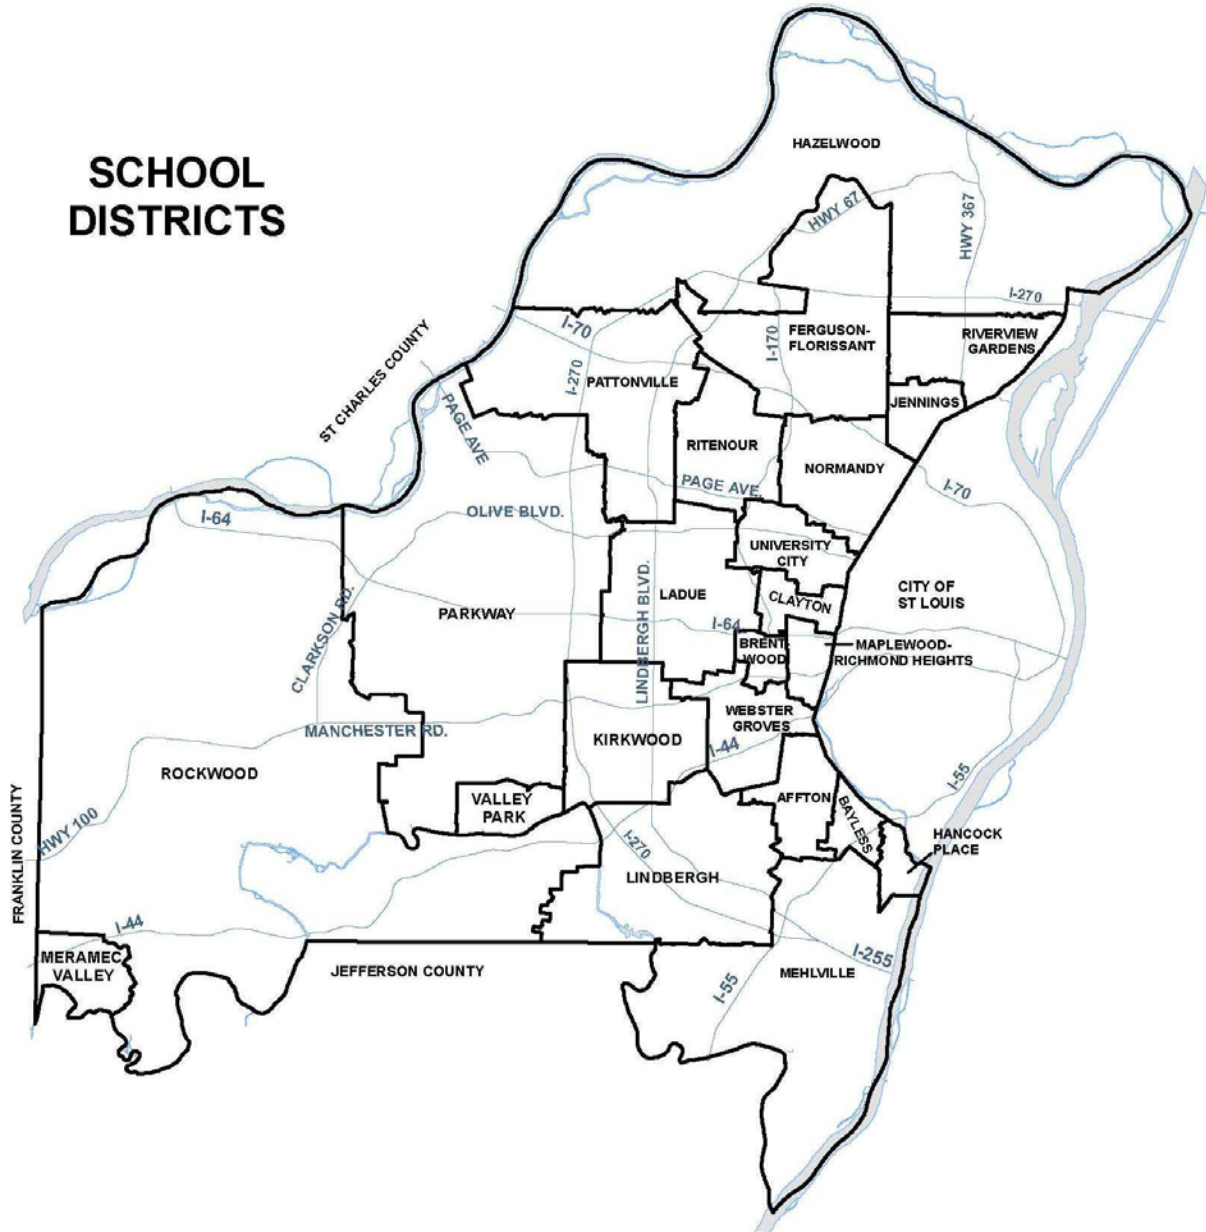 SCHOOL
DISTRICTS
HAZELWOOD
HWY 67
HWY 367
I-270
I-70
I-170
FERGUSON-
FLORISSANT
RIVERVIEW
GARDENS
ST CHARLES COUNTY
I-270
PATTONVILLE
JENNINGS
PAGE AVE
RITENOUR
NORMANDY
PAGE AVE.
I-70
I-64
OLIVE BLVD.
UNIVERSITY
CITY
CITY OF
ST LOUIS
LADUE
CLAYTON
LINDBERGH BLVD.
PARKWAY
CLARKSON RD.
I-64
BRENT
WOOD
MAPLEWOOD-
RICHMOND HEIGHTS
MANCHESTER RD.
WEBSTER
GROVES
KIRKWOOD
I-44
ROCKWOOD
I-55
VALLEY
PARK
AFFTON
BAYLESS
HANCOCK
PLACE
HWY 100
FRANKLIN COUNTY
I-270
LINDBERGH
I-44
MERAMEC
VALLEY
JEFFERSON COUNTY
I-255
MEHLVILLE
I-55